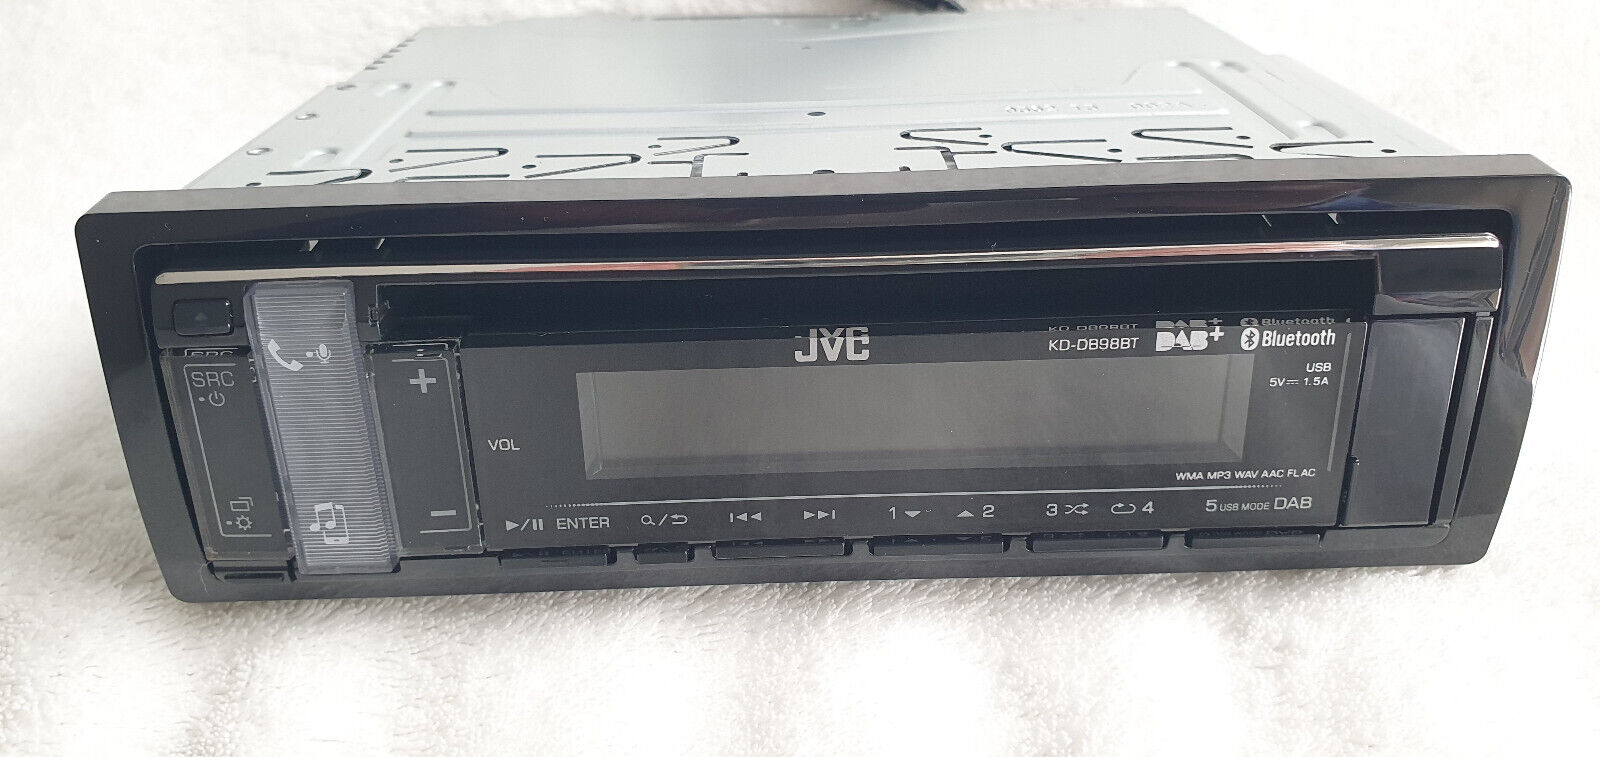 JVC
KD-DB98BT DAB+ Bluetooth
USB
5V 1.5A
SRC
+
VOL
-
WMA MP3 WAV AAC FLAC
ENTER
1 2
3 4
5 USB MODE DAB